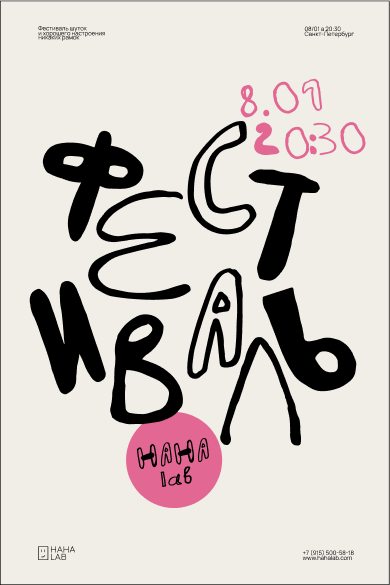 Фестиваль шуток
и хорошего настроения
никаких рамок
08/01 в 20:30
Санкт-Петербург
8.01
20:30
ФЕСТ
ИВАЛЬ
HAHA
lab
HAHA
LAB
+7 (915) 500-58-18
www.hahalab.com